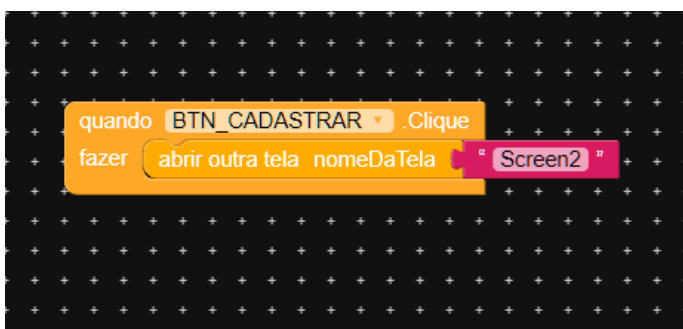 quando BTN_CADASTRAR .Clique
fazer abrir outra tela nomeDaTela “ Screen2 ”